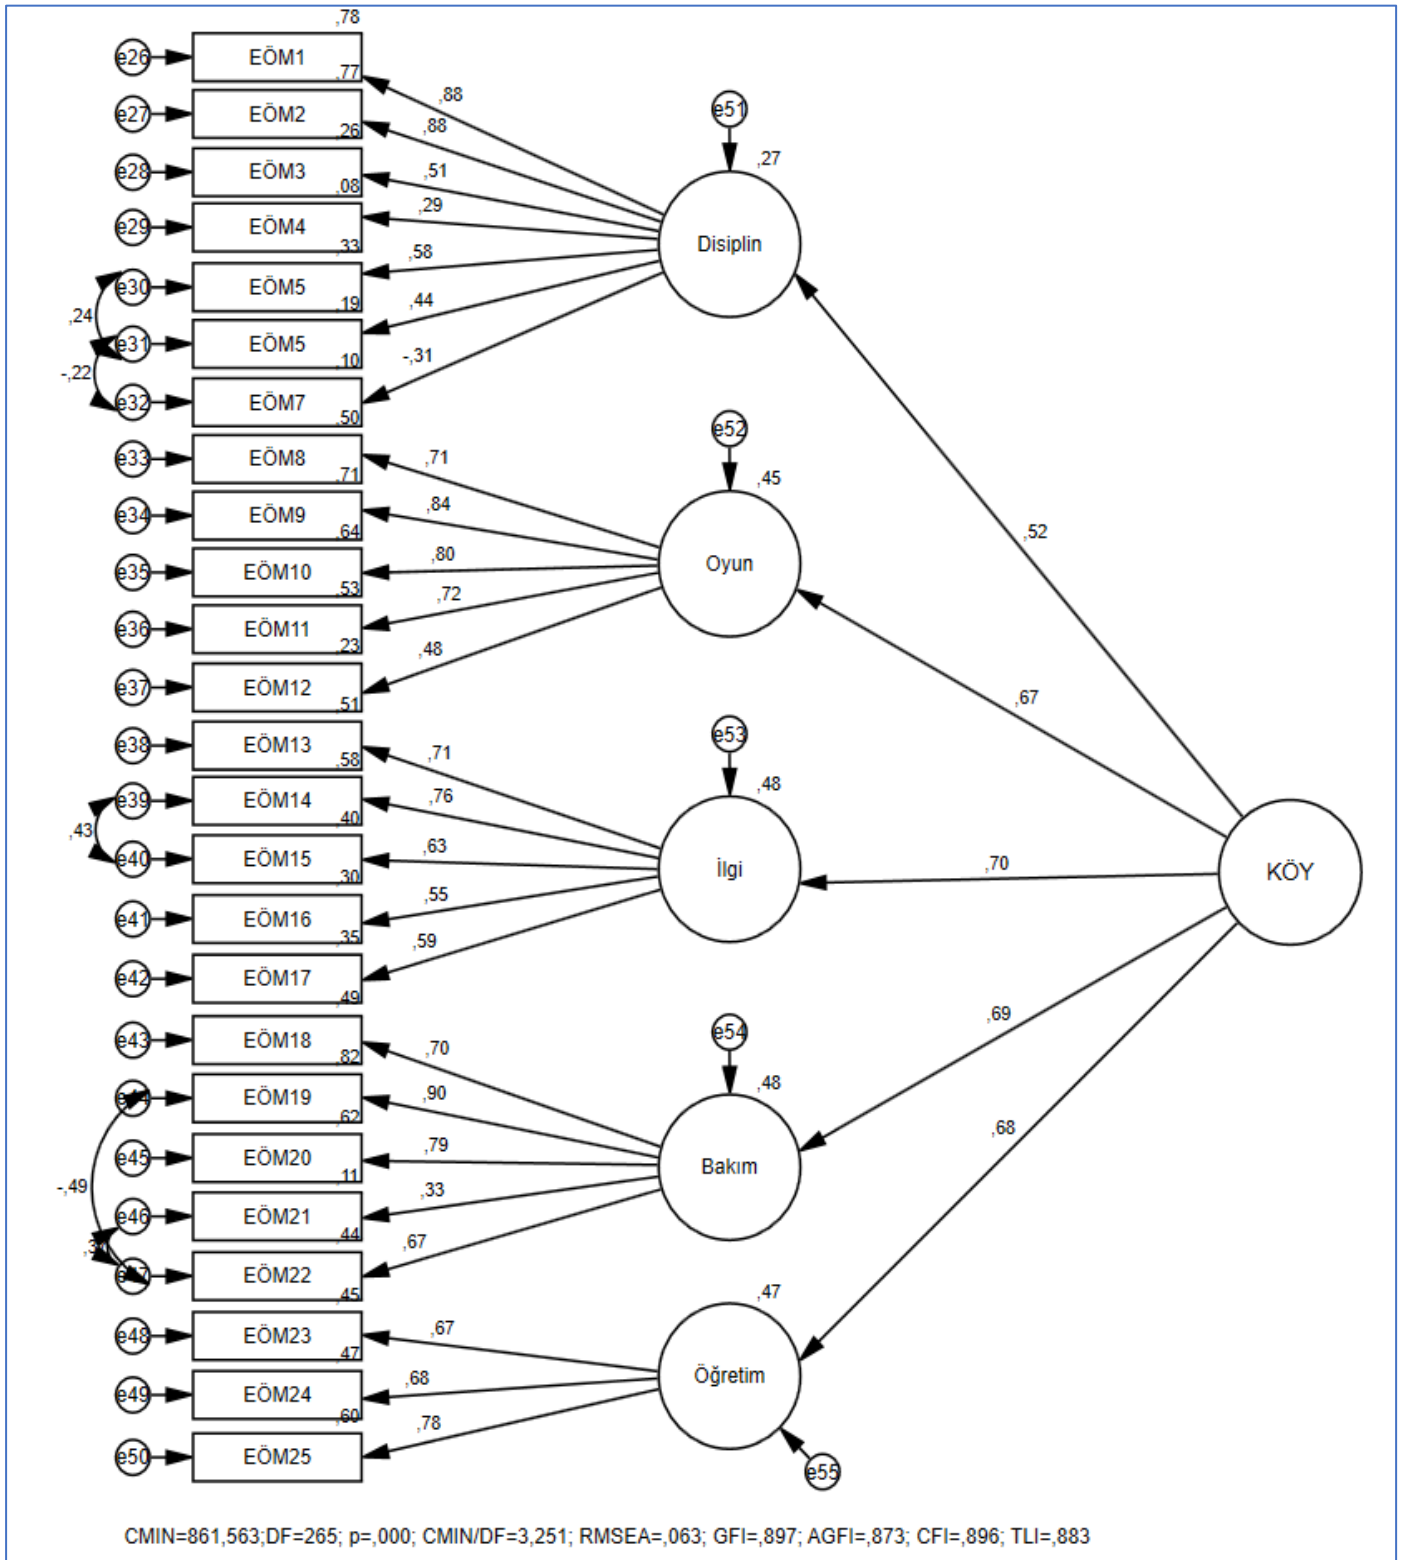 ,78
e26 EÖM1
,77
,88
e27 EÖM2
,26
,88
e28 EÖM3
,08
,51
e29 EÖM4
,33
,29
e30 EÖM5
,19
,58
e31 EÖM5
,10
,44
e32 EÖM7
,50
-,31
,24
-,22
e51
,27
Disiplin
e33 EÖM8
,71
,71
e34 EÖM9
,64
,84
e35 EÖM10
,53
,80
e36 EÖM11
,23
,72
e37 EÖM12
,51
,48
e52
,45
Oyun
e38 EÖM13
,58
,71
e39 EÖM14
,40
,76
e40 EÖM15
,30
,63
e41 EÖM16
,35
,55
e42 EÖM17
,49
,59
,43
e53
,48
İlgi
e43 EÖM18
,82
,70
EÖM19
,62
,90
e45 EÖM20
,11
,79
e46 EÖM21
,44
,33
EÖM22
,45
,67
-,49
e54
,48
Bakım
e48 EÖM23
,47
,67
e49 EÖM24
,60
,68
e50 EÖM25
,78
,47
Öğretim
e55
,52
,67
,70
,69
,68
KÖY
CMIN=861,563;DF=265; p=,000; CMIN/DF=3,251; RMSEA=,063; GFI=,897; AGFI=,873; CFI=,896; TLI=,883